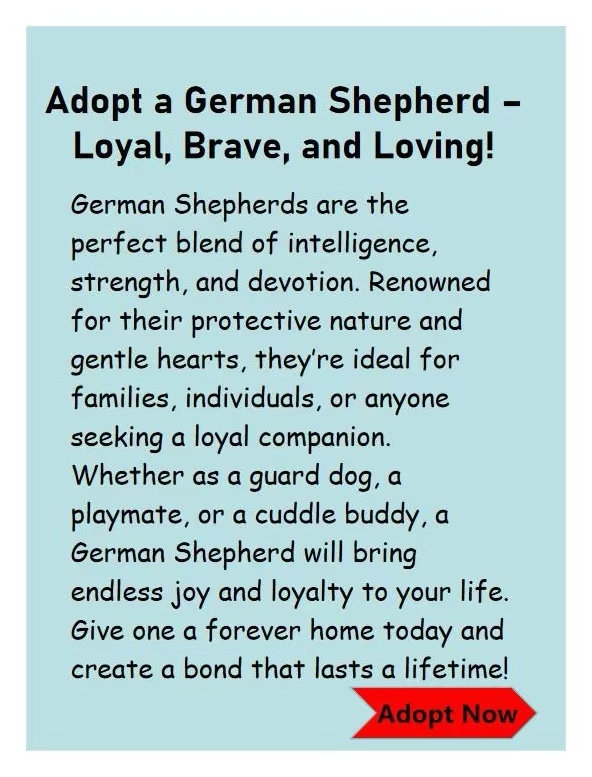 Adopt a German Shepherd –
Loyal, Brave, and Loving!
German Shepherds are the
perfect blend of intelligence,
strength, and devotion. Renowned
for their protective nature and
gentle hearts, they're ideal for
families, individuals, or anyone
seeking a loyal companion.
Whether as a guard dog, a
playmate, or a cuddle buddy, a
German Shepherd will bring
endless joy and loyalty to your life.
Give one a forever home today and
create a bond that lasts a lifetime!
Adopt Now